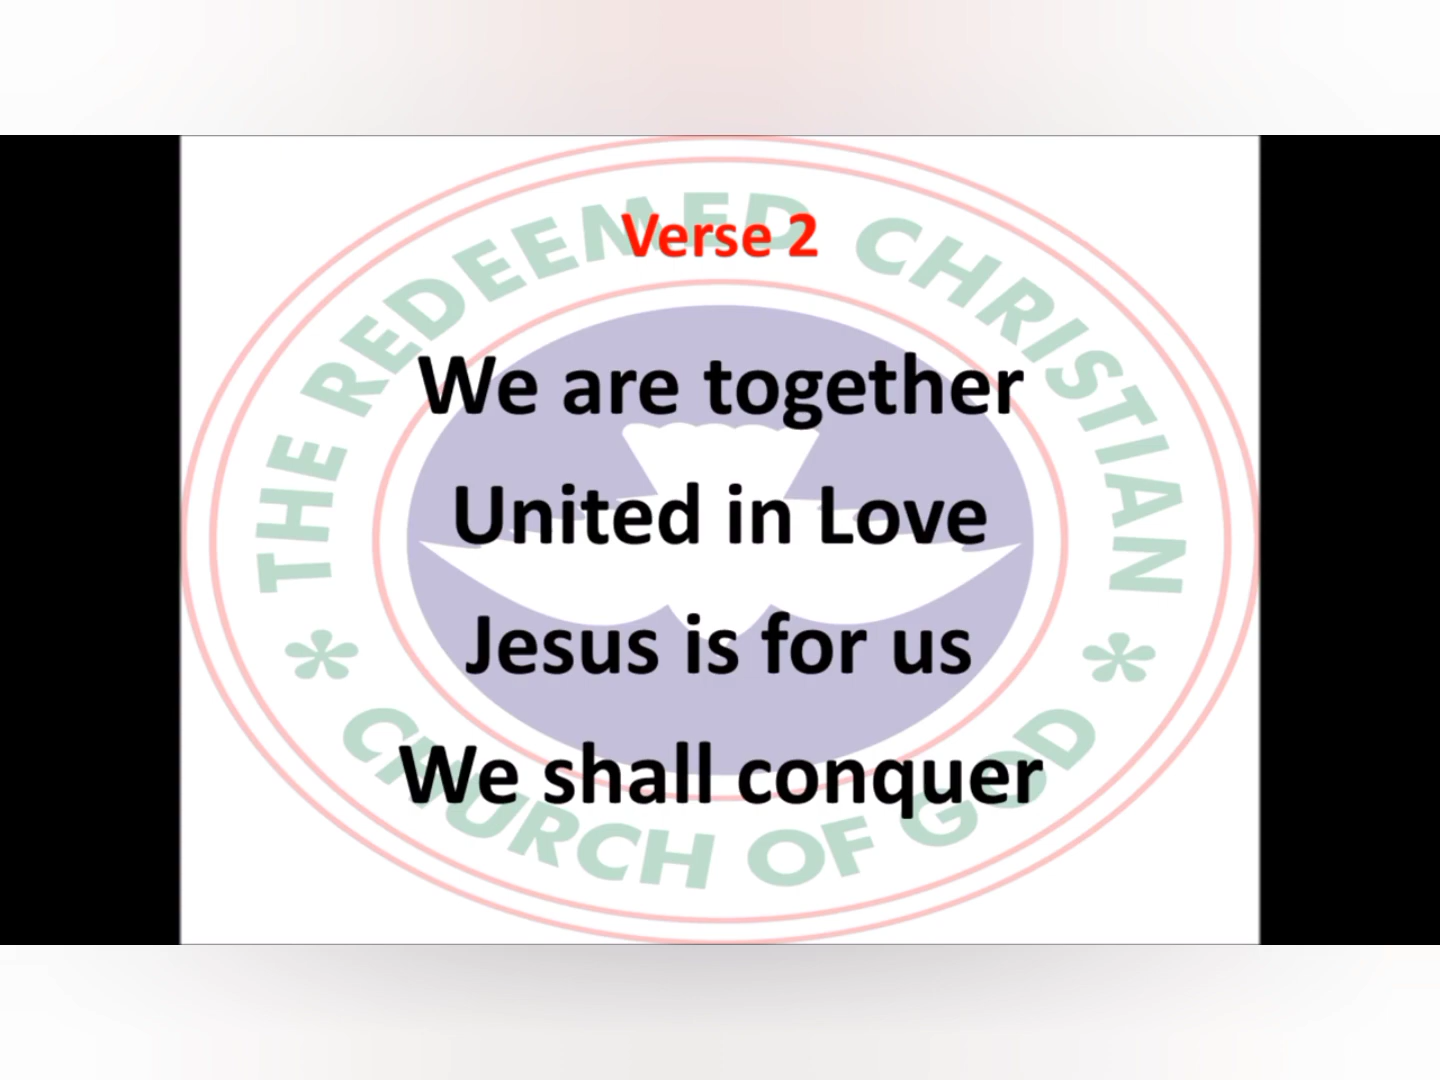 THE REDEEMED CHRISTIAN
Verse 2
We are together
United in Love
Jesus is for us
We shall conquer
* CHURCH OF GOD *